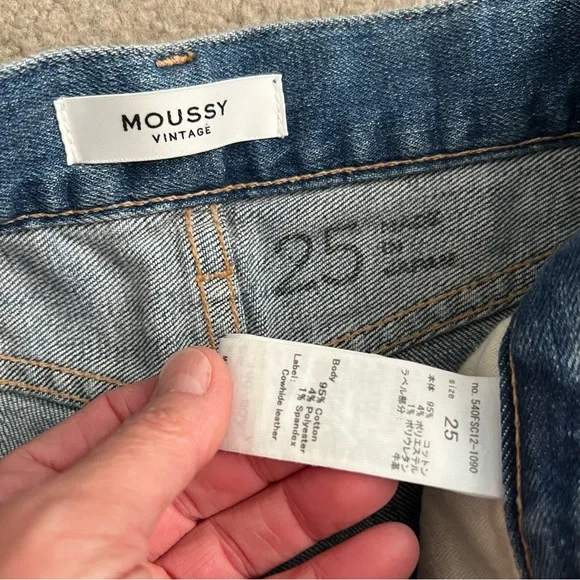 MOUSSY
VINTAGE
25
MADE
IN
JAPAN
no. 540FSC12-1090
size 25
本体 95% コットン
4% ポリエステル
1% ポリウレタン
ラベル部分: 牛革
Body
95% Cotton
4% Polyester
1% Spandex
Label: Cowhide leather